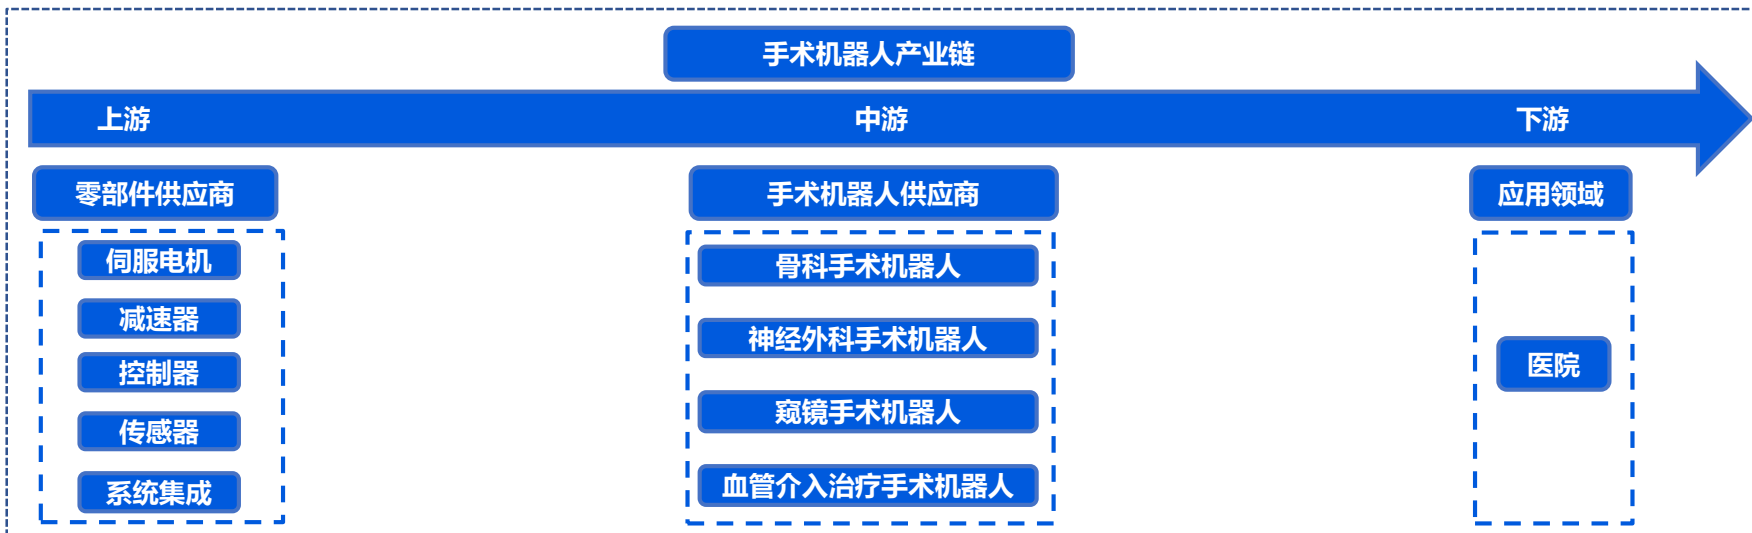 手术机器人产业链
上游
中游
下游
零部件供应商
手术机器人供应商
应用领域
伺服电机
减速器
控制器
传感器
系统集成
骨科手术机器人
神经外科手术机器人
窥镜手术机器人
血管介入治疗手术机器人
医院